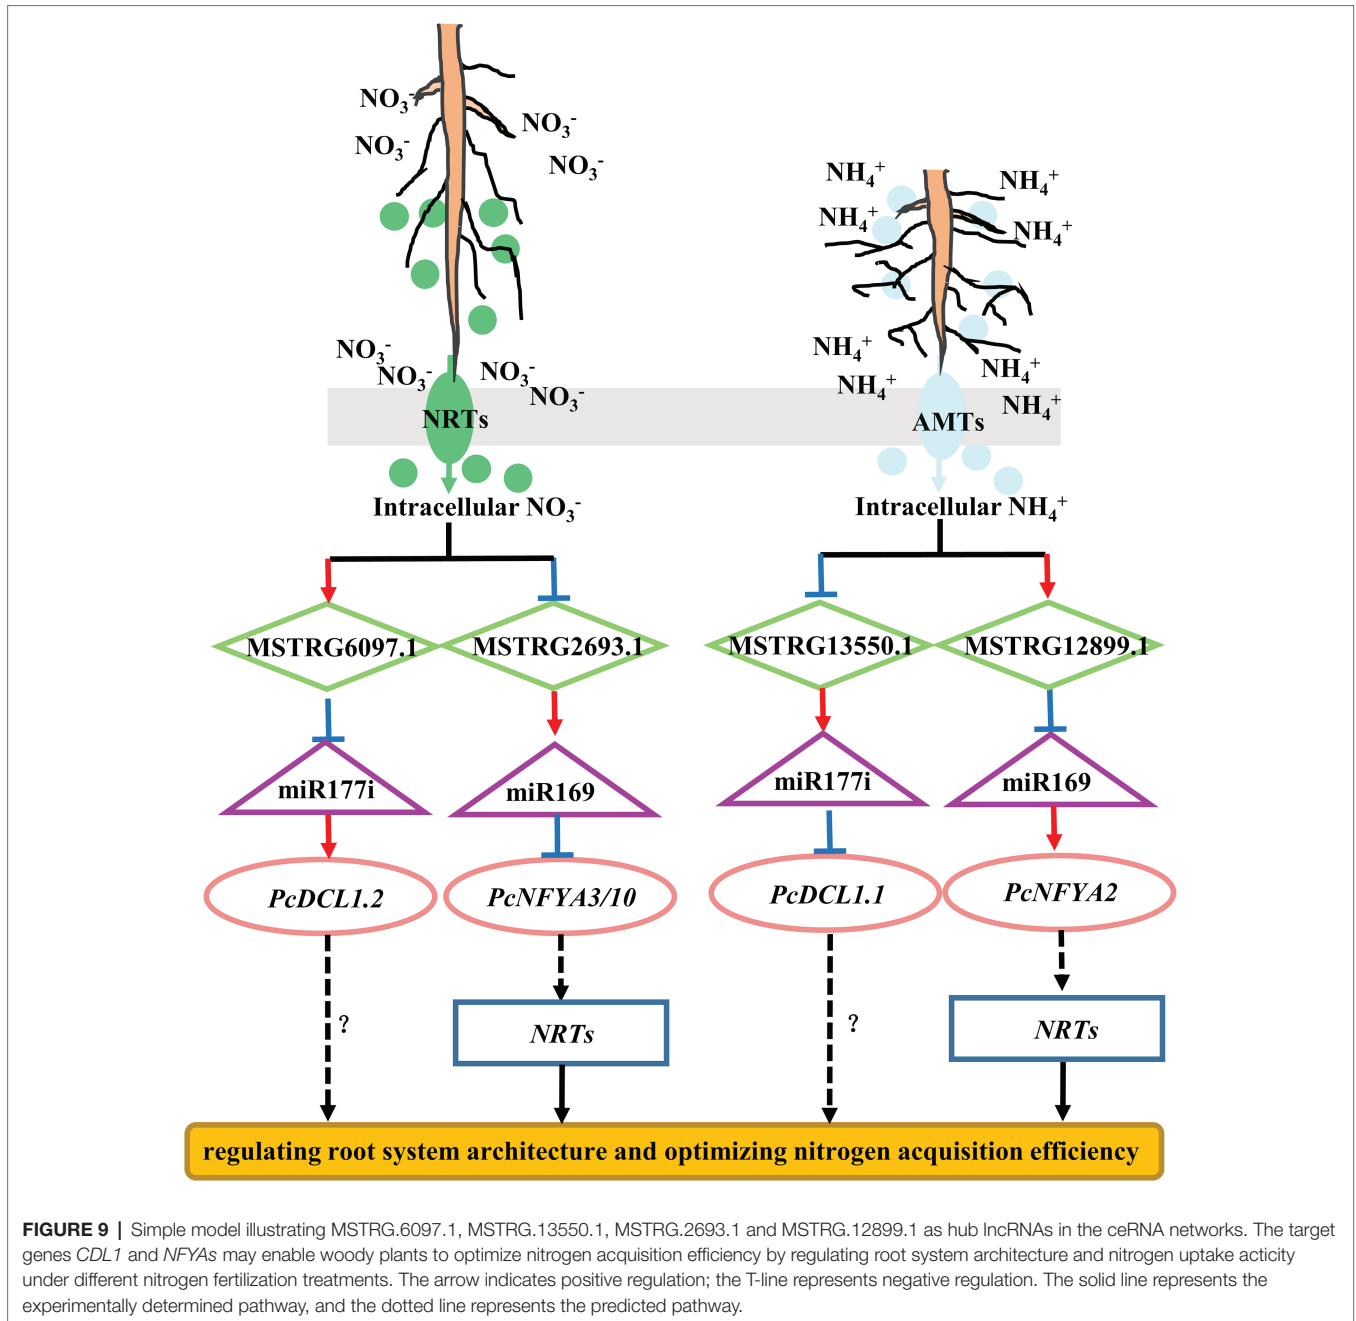 NO₃⁻
NO₃⁻
NO₃⁻
NO₃⁻
NH₄⁺
NH₄⁺
NH₄⁺
NH₄⁺
NO₃⁻
NO₃⁻
NO₃⁻
NO₃⁻
NH₄⁺
NH₄⁺
NH₄⁺
NH₄⁺
NRTs
AMTs
Intracellular NO₃⁻
Intracellular NH₄⁺
MSTRG6097.1
MSTRG2693.1
MSTRG13550.1
MSTRG12899.1
miR177i
miR169
miR177i
miR169
PcDCL1.2
PcNFYA3/10
PcDCL1.1
PcNFYA2
?
NRTs
?
NRTs
regulating root system architecture and optimizing nitrogen acquisition efficiency
FIGURE 9 | Simple model illustrating MSTRG.6097.1, MSTRG.13550.1, MSTRG.2693.1 and MSTRG.12899.1 as hub lncRNAs in the ceRNA networks. The target
genes CDL1 and NFYAs may enable woody plants to optimize nitrogen acquisition efficiency by regulating root system architecture and nitrogen uptake acticity
under different nitrogen fertilization treatments. The arrow indicates positive regulation; the T-line represents negative regulation. The solid line represents the
experimentally determined pathway, and the dotted line represents the predicted pathway.